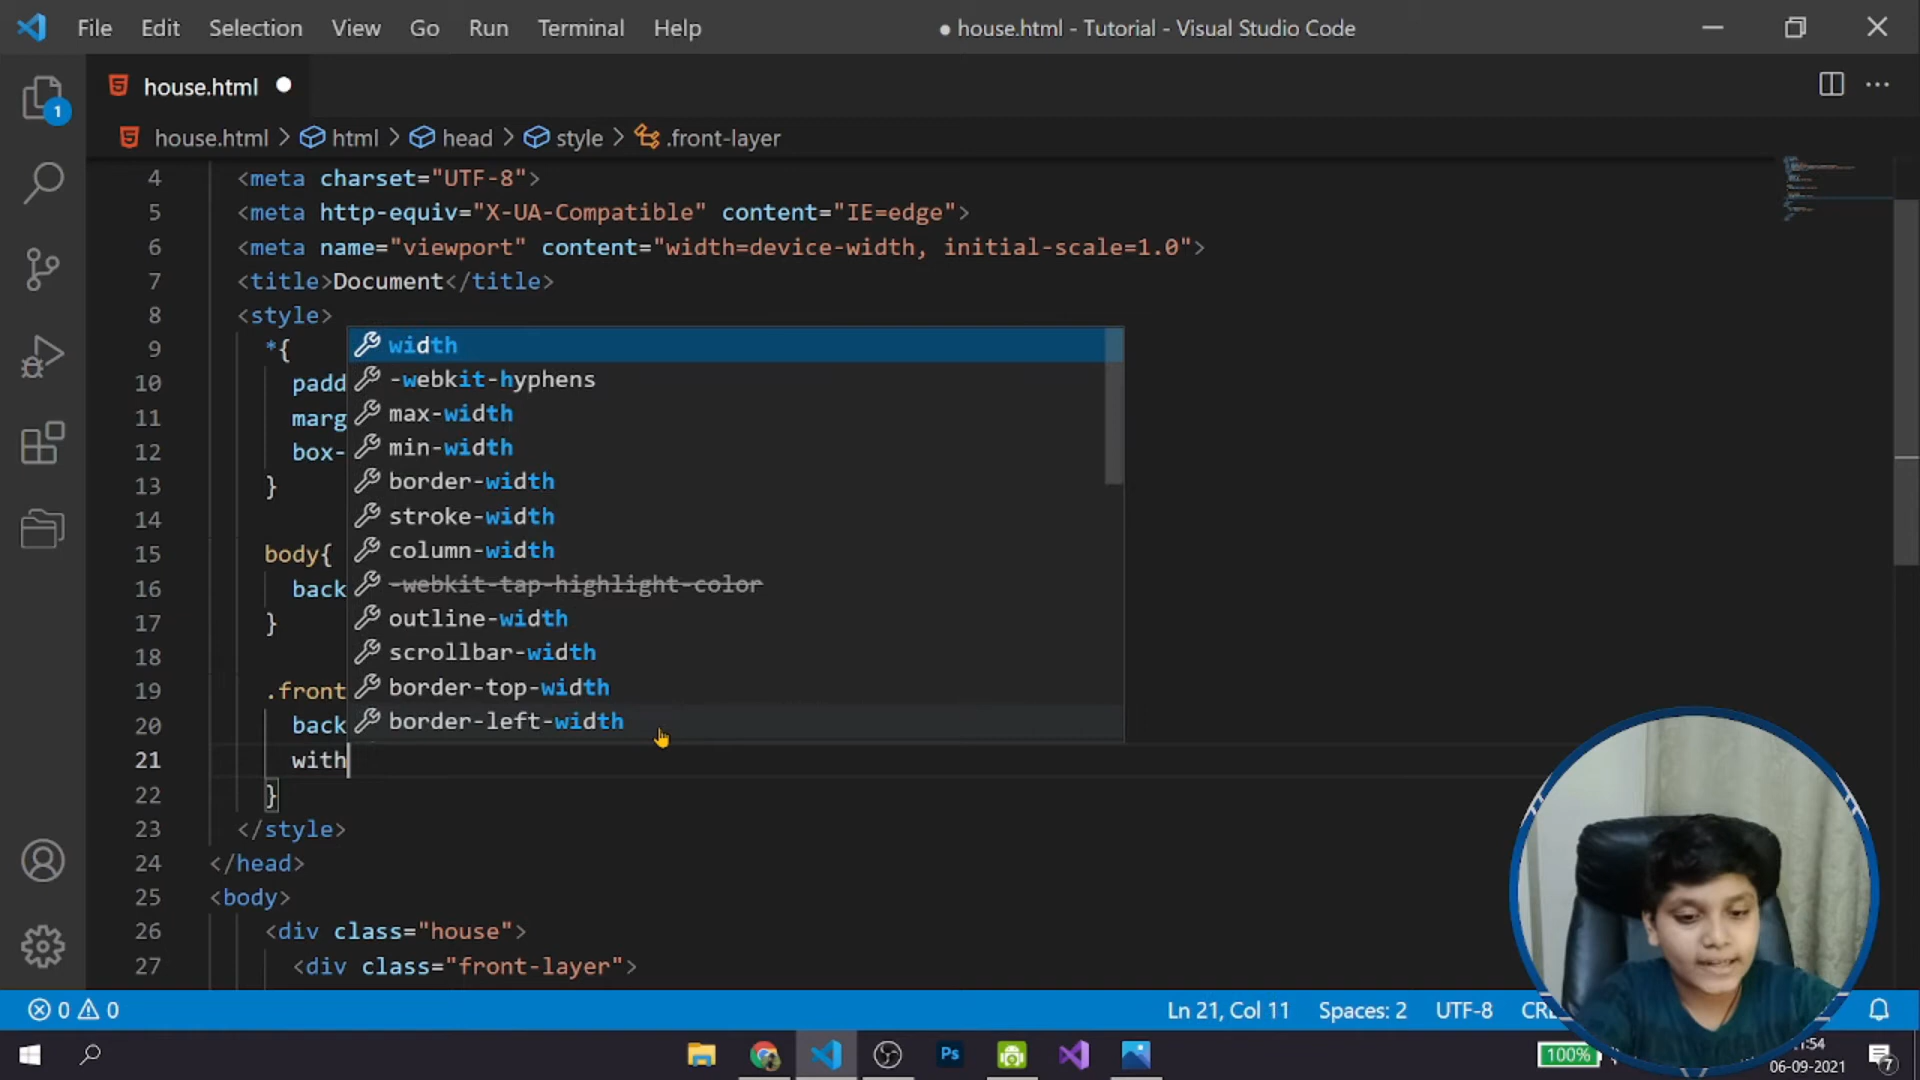 File Edit Selection View Go Run Terminal Help ● house.html - Tutorial - Visual Studio Code
house.html ●
house.html > html > head > style > .front-layer
4 <meta charset="UTF-8">
5 <meta http-equiv="X-UA-Compatible" content="IE=edge">
6 <meta name="viewport" content="width=device-width, initial-scale=1.0">
7 <title>Document</title>
8 <style>
9 *{
width
10 padd
-webkit-hyphens
11 marg
max-width
12 box-
min-width
13 }
border-width
14
stroke-width
15 body{
column-width
16 back
-webkit-tap-highlight-color
17 }
outline-width
18
scrollbar-width
19 .front
border-top-width
20 back
border-left-width
21 with
22 }
23 </style>
24 </head>
25 <body>
26 <div class="house">
27 <div class="front-layer">
1
0 0 Ln 21, Col 11 Spaces: 2 UTF-8
Ps 100% 06-09-2021 7